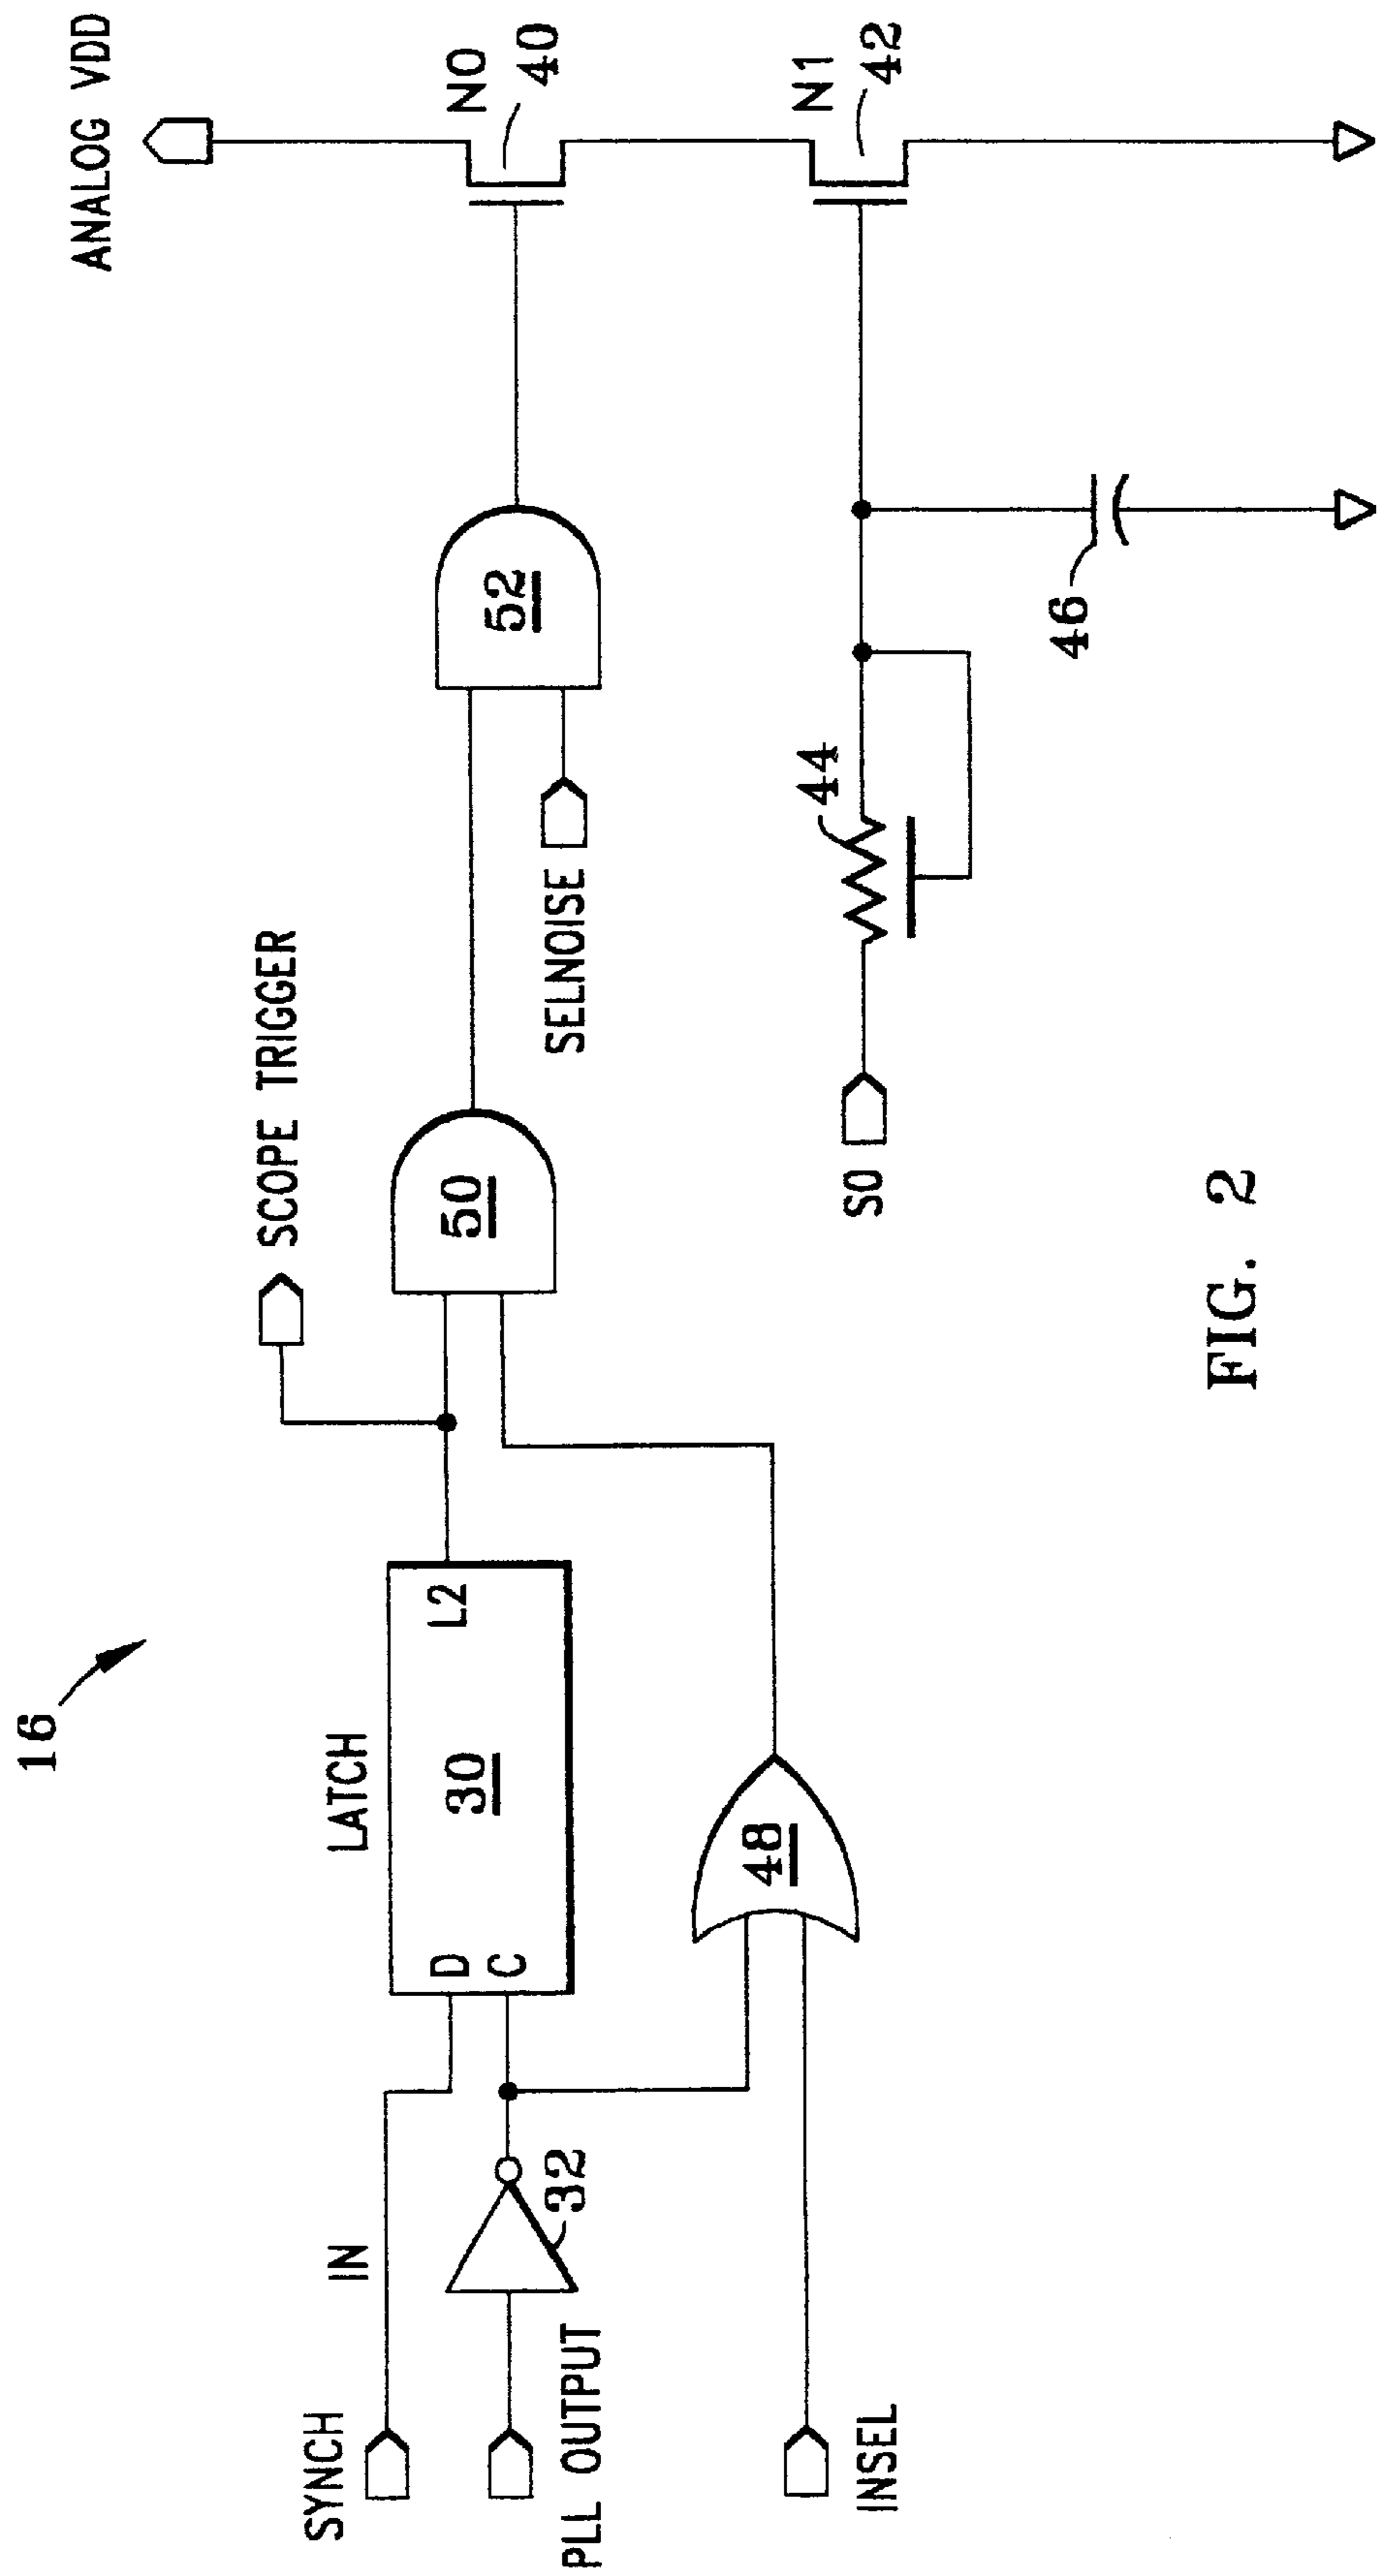 16
SYNCH
IN
PLL OUTPUT
32
INSEL
LATCH
D
C
30
L2
48
SCOPE TRIGGER
50
SELNOISE
52
S0
44
46
ANALOG VDD
N0
40
N1
42
FIG. 2